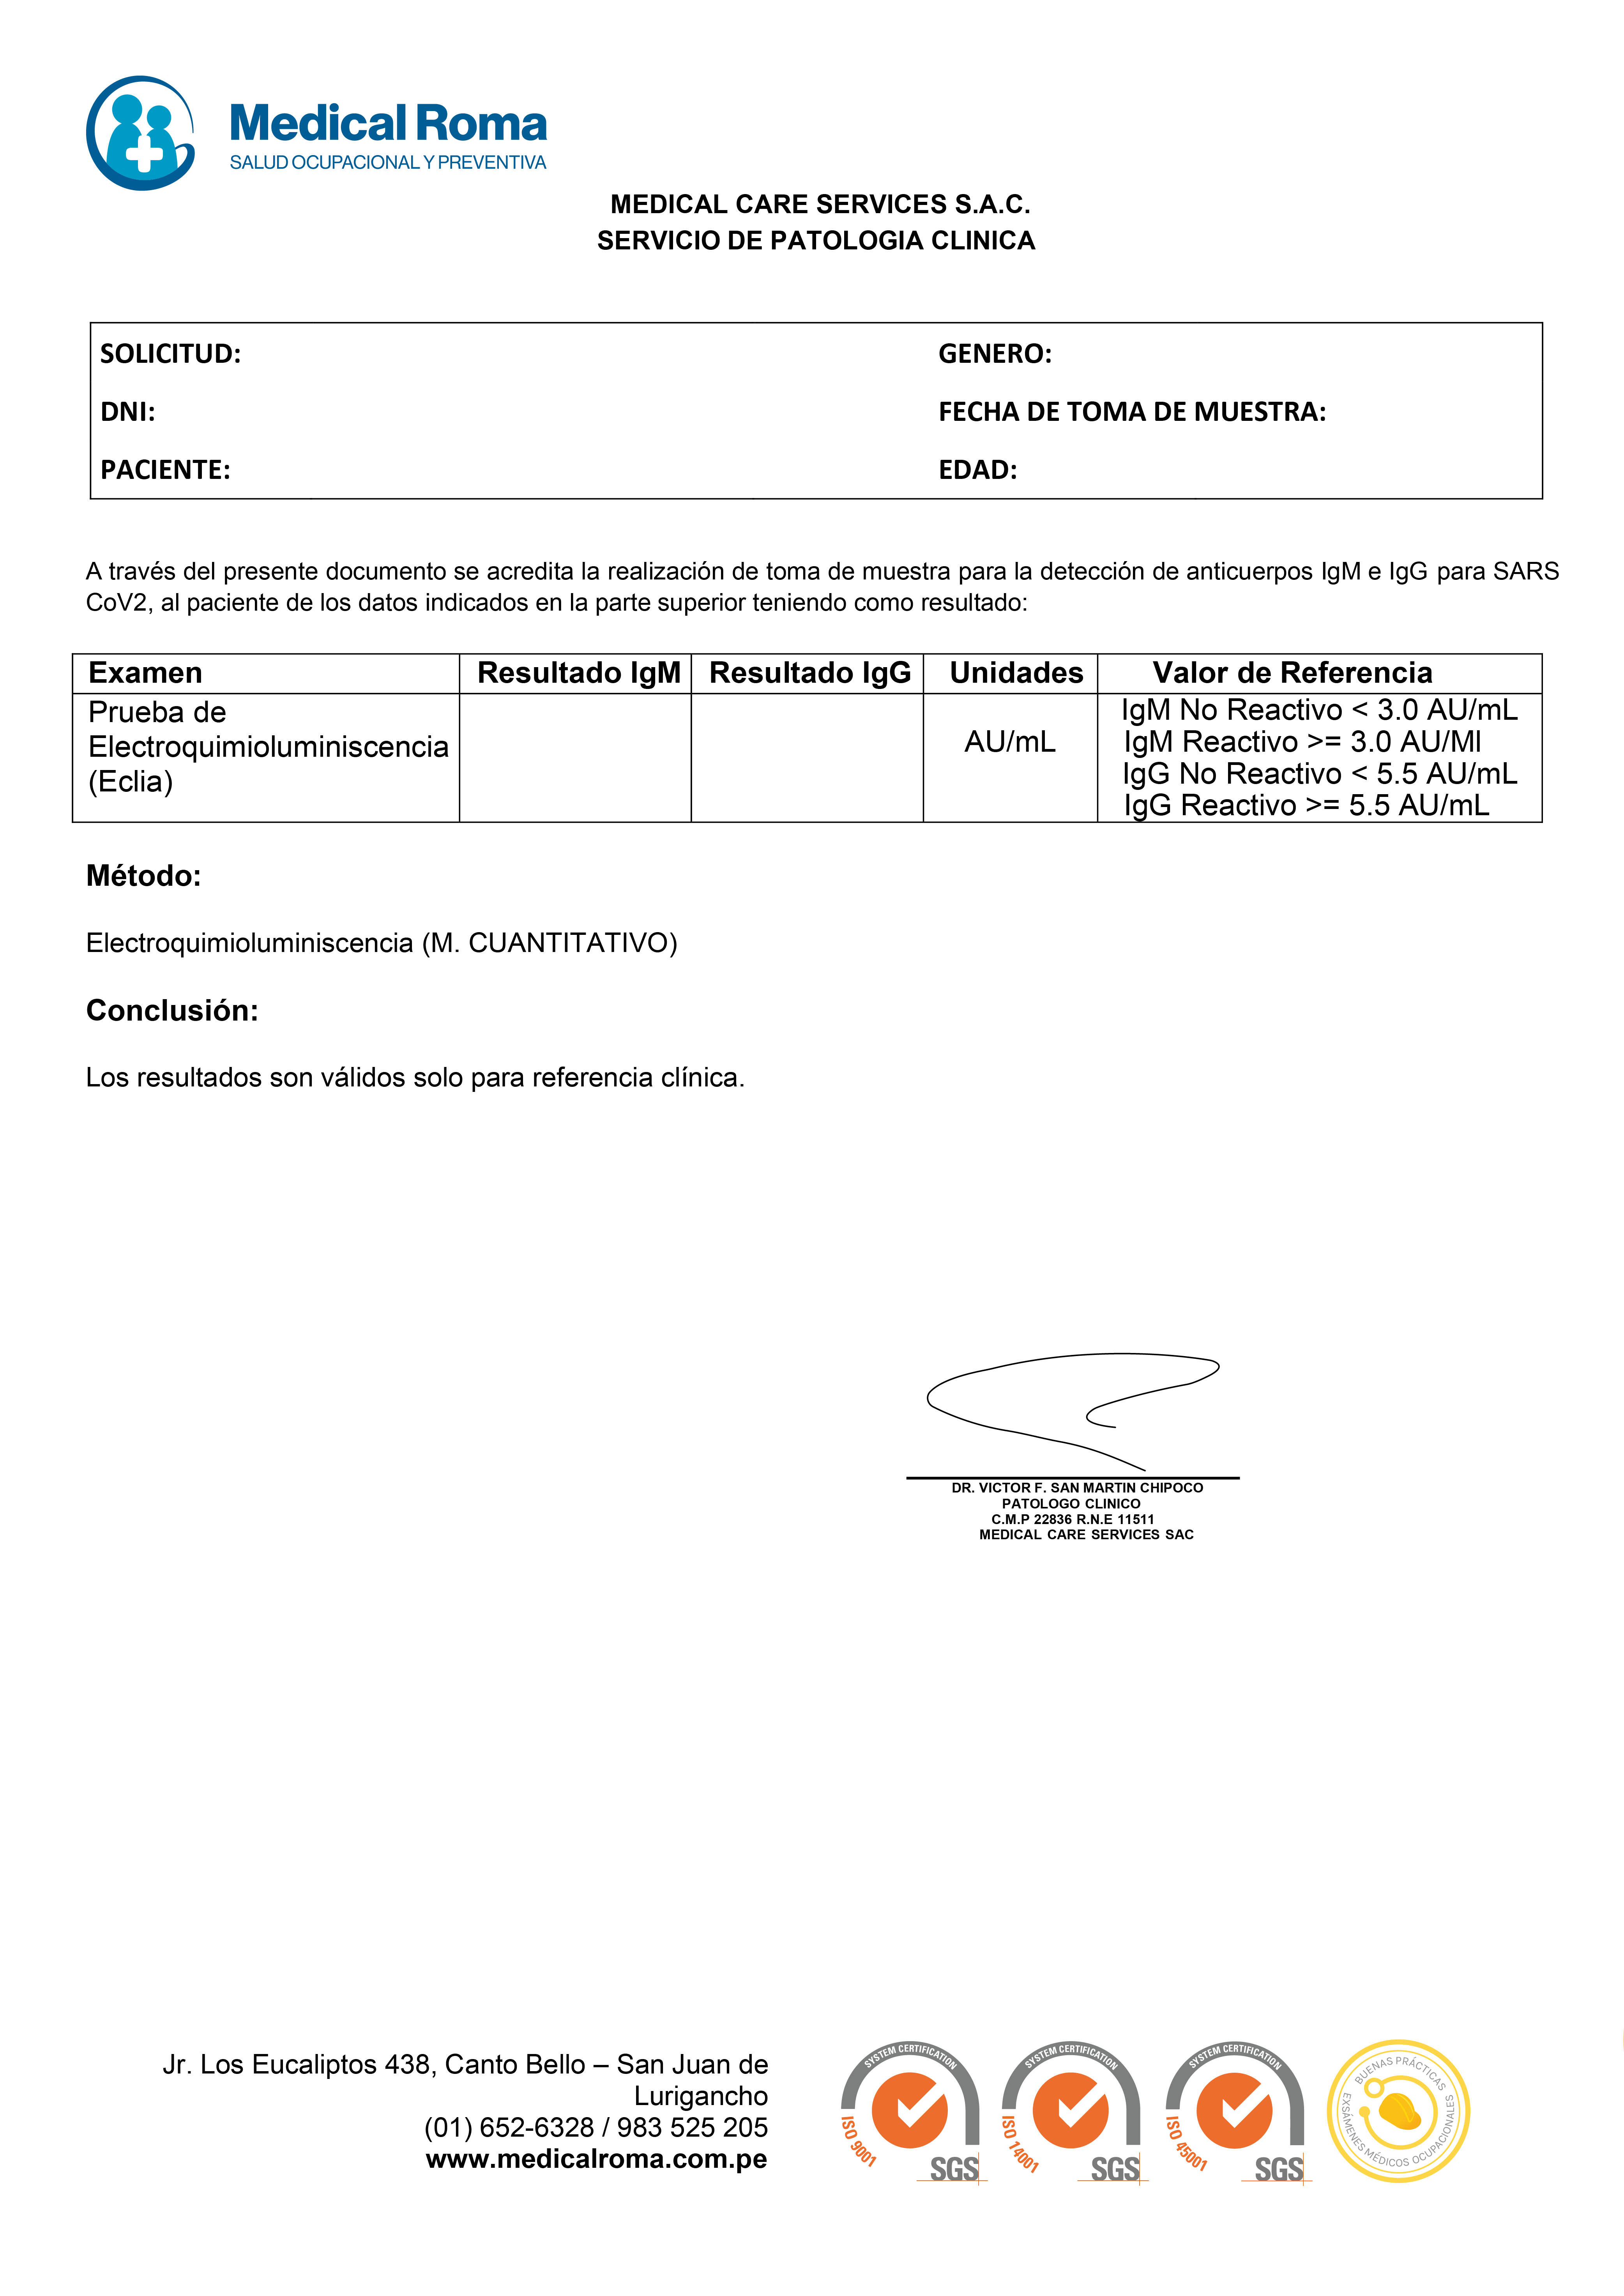 Medical Roma
SALUD OCUPACIONAL Y PREVENTIVA
MEDICAL CARE SERVICES S.A.C.
SERVICIO DE PATOLOGIA CLINICA
SOLICITUD:
GENERO:
DNI:
FECHA DE TOMA DE MUESTRA:
PACIENTE:
EDAD:
A través del presente documento se acredita la realización de toma de muestra para la detección de anticuerpos IgM e IgG para SARS
CoV2, al paciente de los datos indicados en la parte superior teniendo como resultado:
Examen Resultado IgM Resultado IgG Unidades Valor de Referencia
Prueba de
Electroquimioluminiscencia
(Eclia)
AU/mL
IgM No Reactivo < 3.0 AU/mL
IgM Reactivo >= 3.0 AU/Ml
IgG No Reactivo < 5.5 AU/mL
IgG Reactivo >= 5.5 AU/mL
Método:
Electroquimioluminiscencia (M. CUANTITATIVO)
Conclusión:
Los resultados son válidos solo para referencia clínica.
DR. VICTOR F. SAN MARTIN CHIPOCO
PATOLOGO CLINICO
C.M.P 22836 R.N.E 11511
MEDICAL CARE SERVICES SAC
Jr. Los Eucaliptos 438, Canto Bello – San Juan de
Lurigancho
(01) 652-6328 / 983 525 205
www.medicalroma.com.pe
SYSTEM CERTIFICATION
ISO 9001
SGS
SYSTEM CERTIFICATION
ISO 14001
SGS
SYSTEM CERTIFICATION
ISO 45001
SGS
BUENAS PRÁCTICAS
EXSÁMENES MÉDICOS OCUPACIONALES